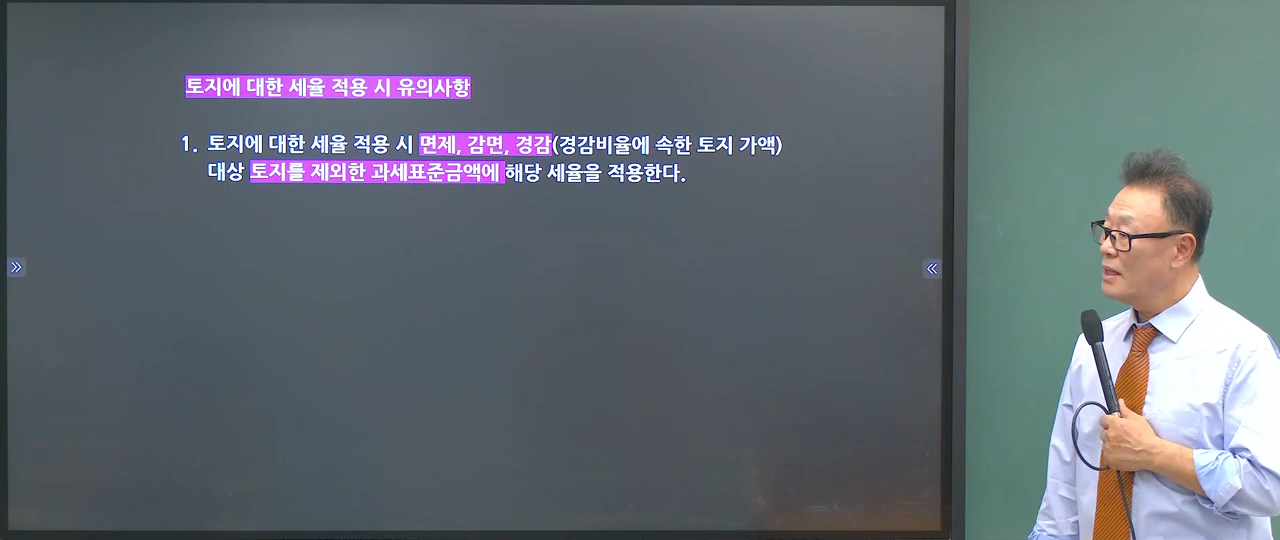 토지에 대한 세율 적용 시 유의사항
1. 토지에 대한 세율 적용 시 면제, 감면, 경감(경감비율에 속한 토지 가액)
대상 토지를 제외한 과세표준금액에 해당 세율을 적용한다.